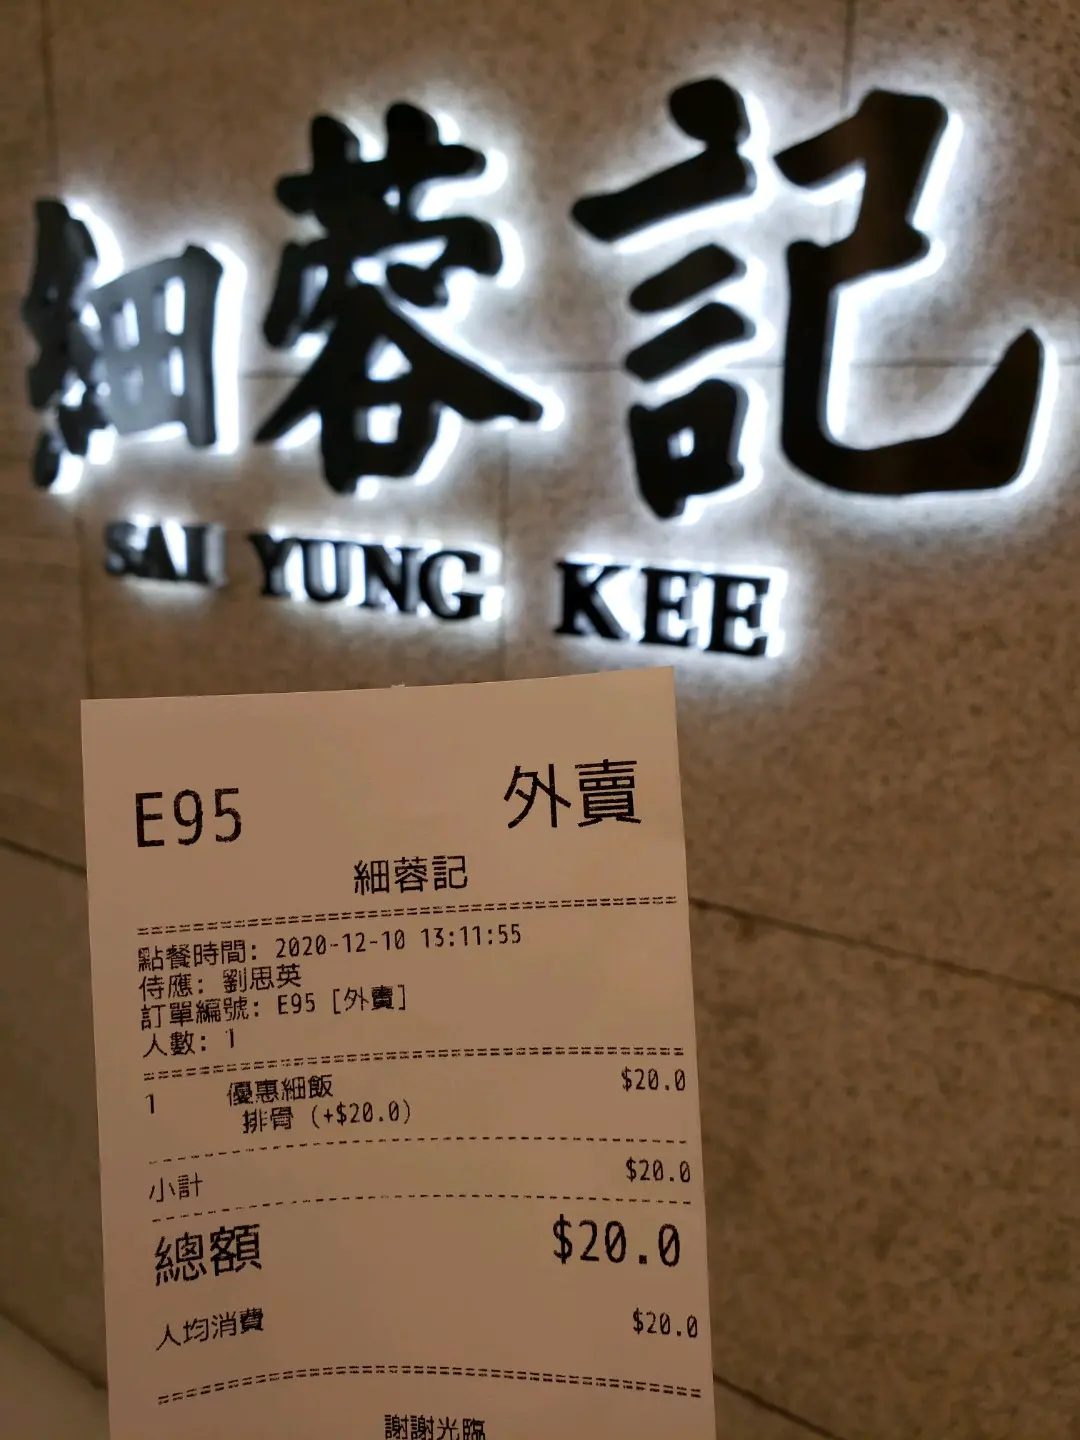 細蓉記
SAI YUNG KEE
E95 外賣
細蓉記
點餐時間: 2020-12-10 13:11:55
侍應: 劉思英
訂單編號: E95 [外賣]
人數: 1
1 優惠細飯 $20.0
排骨 (+$20.0)
小計 $20.0
總額 $20.0
人均消費 $20.0
謝謝光臨